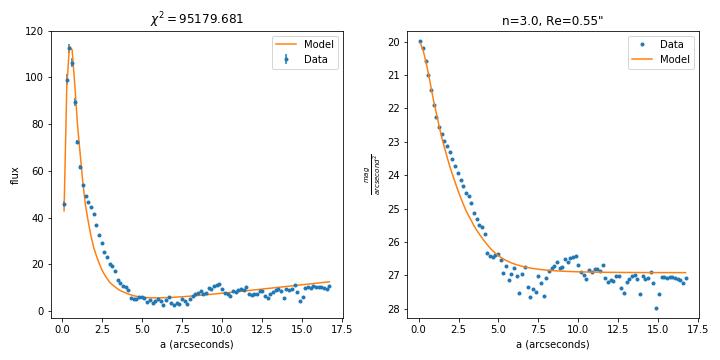 χ² = 95179.681
flux
120
100
80
60
40
20
0
0.0 2.5 5.0 7.5 10.0 12.5 15.0 17.5
a (arcseconds)
Model
Data
n=3.0, Re=0.55"
mag
arcsecond²
20
21
22
23
24
25
26
27
28
0.0 2.5 5.0 7.5 10.0 12.5 15.0 17.5
a (arcseconds)
Data
Model